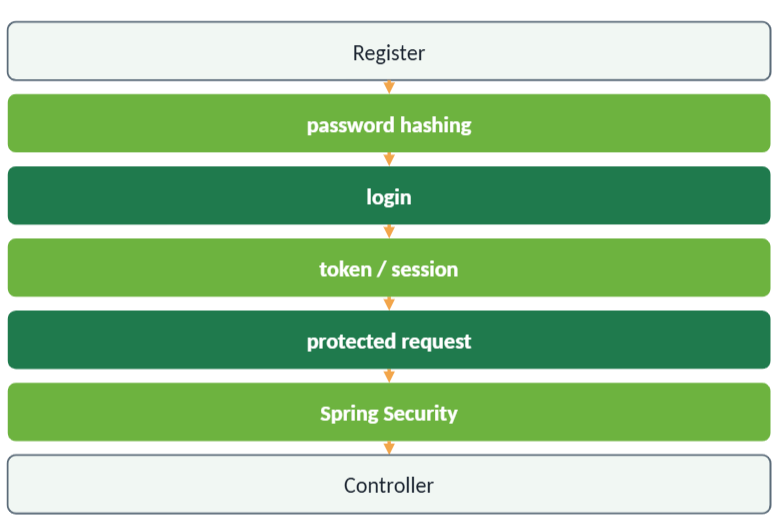 Register
password hashing
login
token / session
protected request
Spring Security
Controller